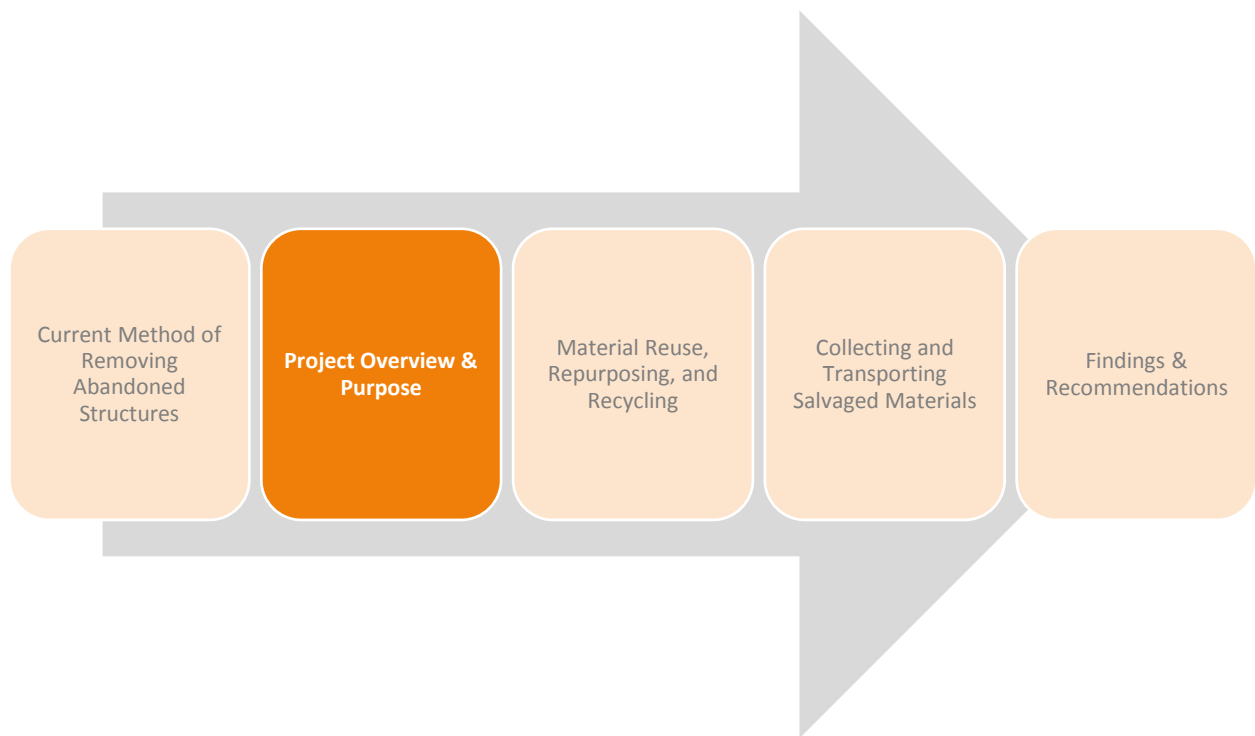 Current Method of
Removing
Abandoned
Structures
Project Overview &
Purpose
Material Reuse,
Repurposing, and
Recycling
Collecting and
Transporting
Salvaged Materials
Findings &
Recommendations